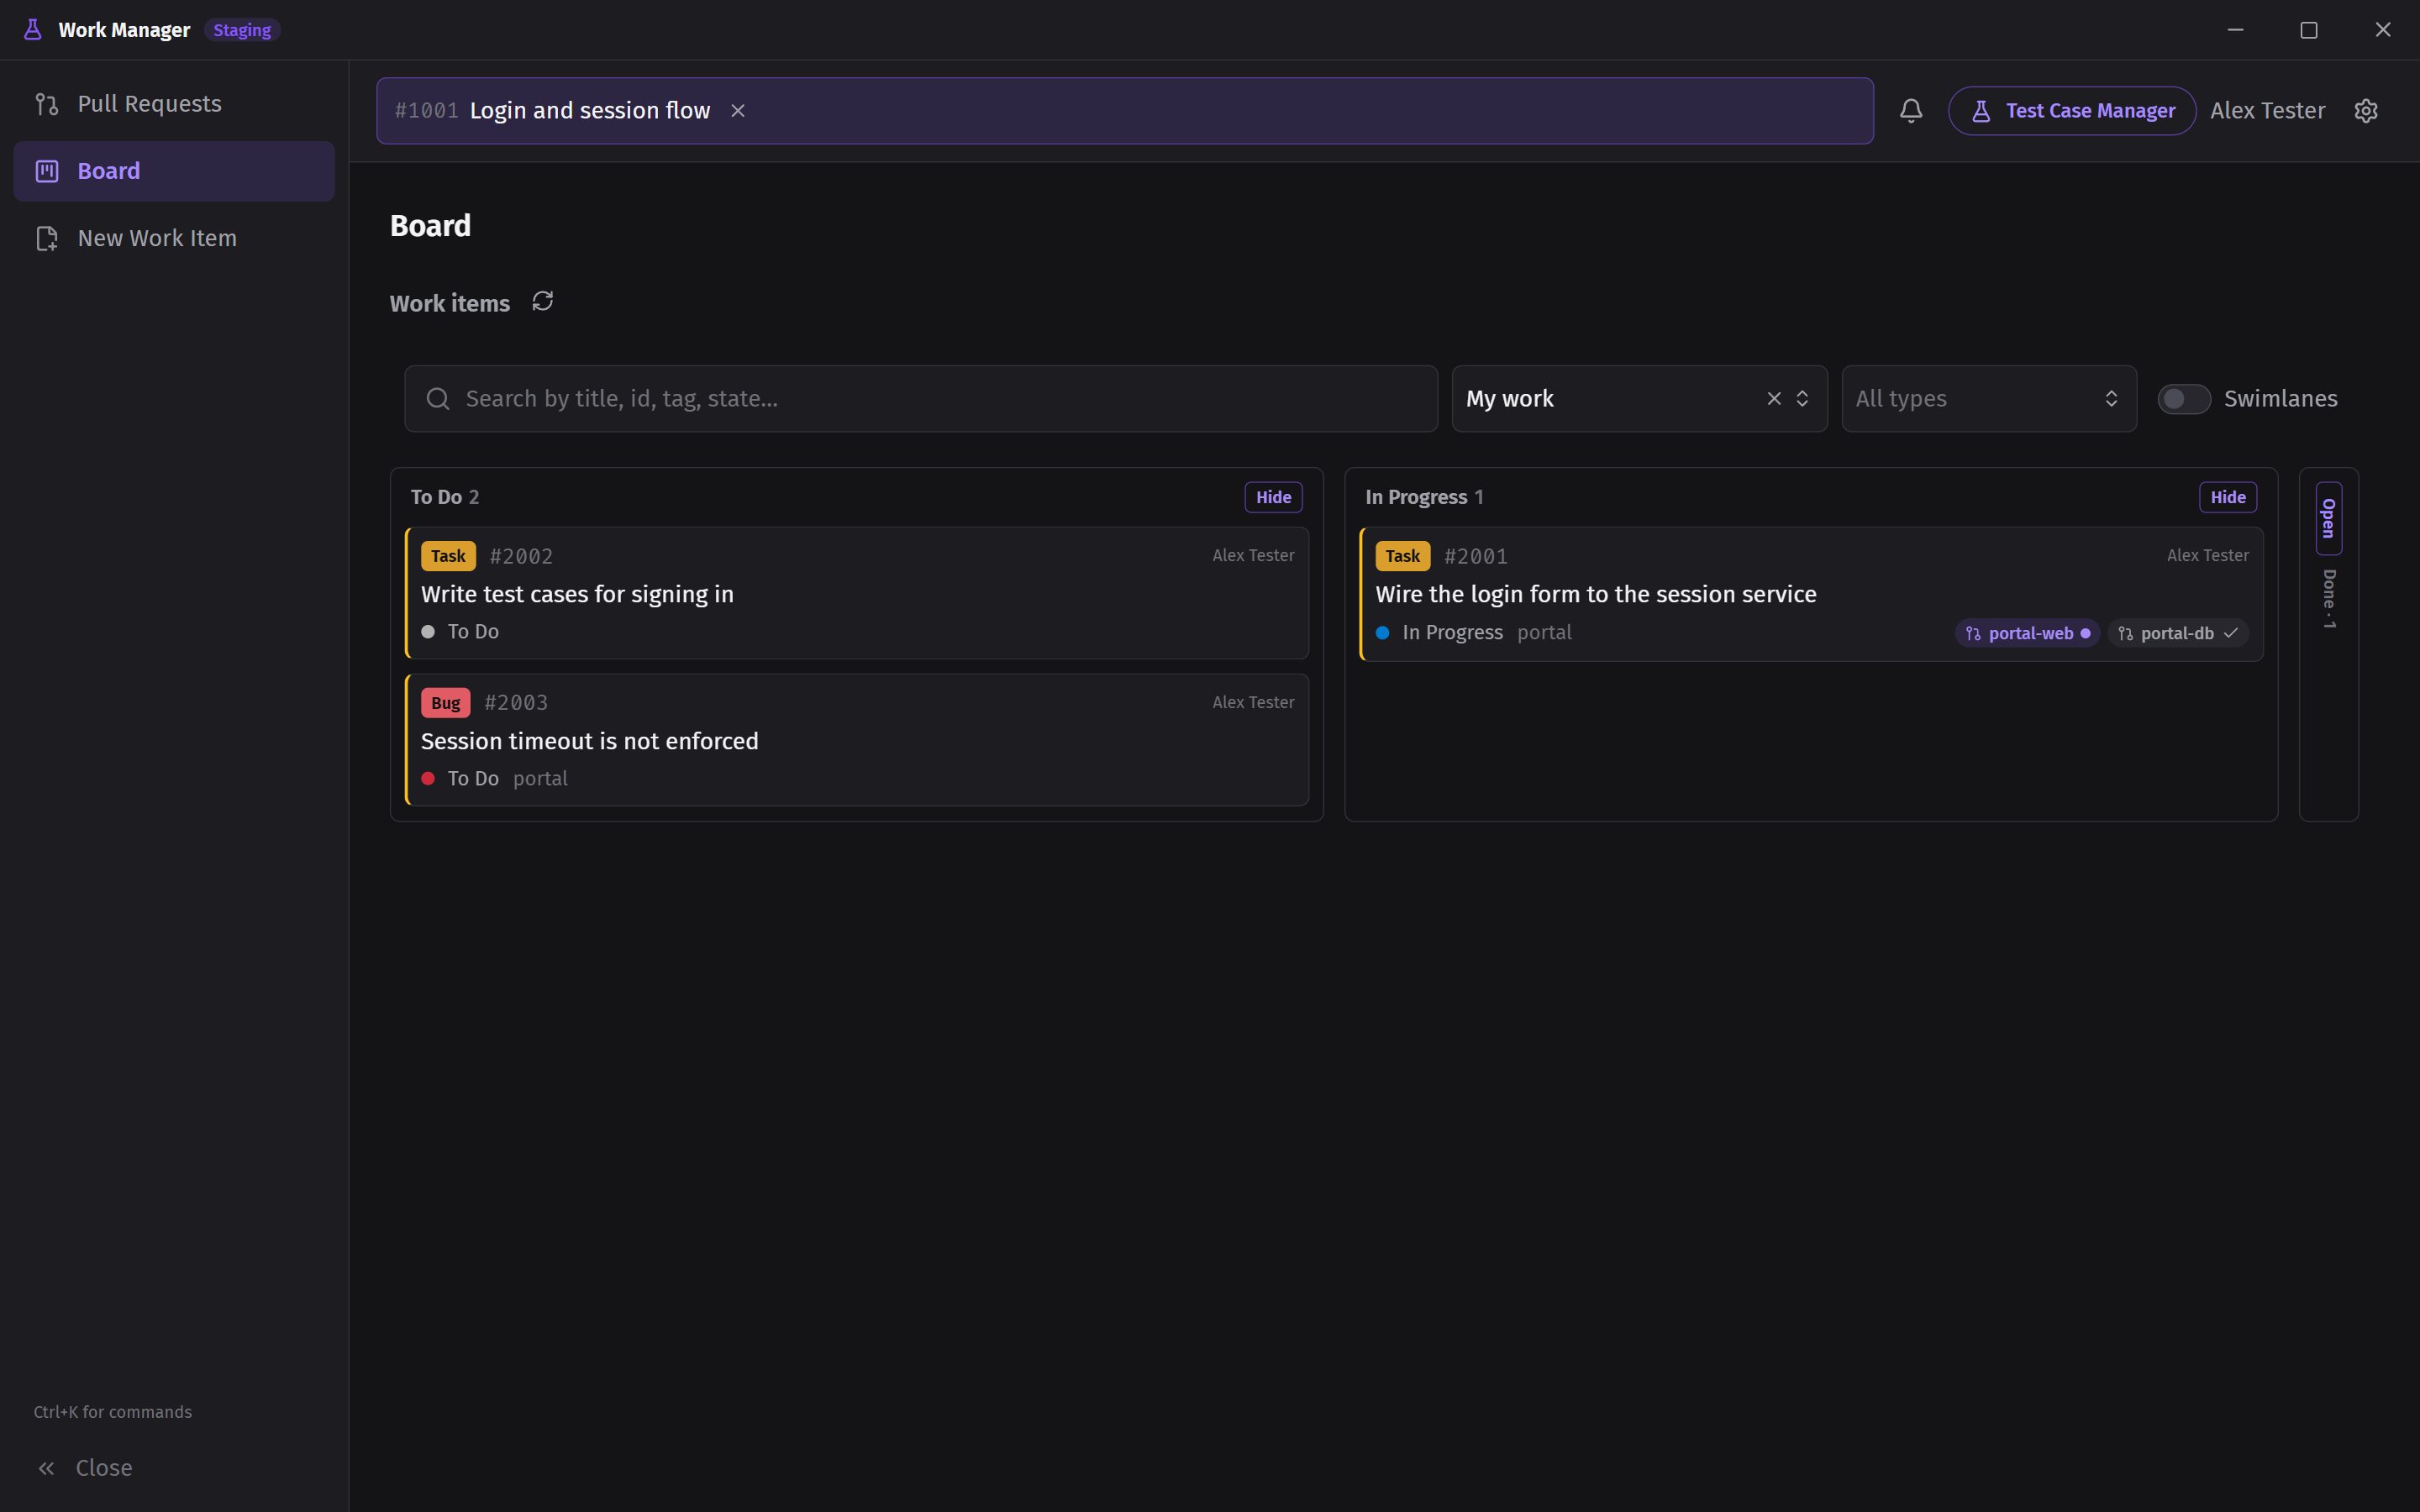 Work Manager Staging
Pull Requests
Board
New Work Item
Ctrl+K for commands
Close
#1001 Login and session flow
Test Case Manager
Alex Tester
Board
Work items
Search by title, id, tag, state...
My work
All types
Swimlanes
To Do 2
Hide
Task #2002
Alex Tester
Write test cases for signing in
To Do
Bug #2003
Alex Tester
Session timeout is not enforced
To Do portal
In Progress 1
Hide
Task #2001
Alex Tester
Wire the login form to the session service
In Progress portal
portal-web
portal-db
Open
Done · 1